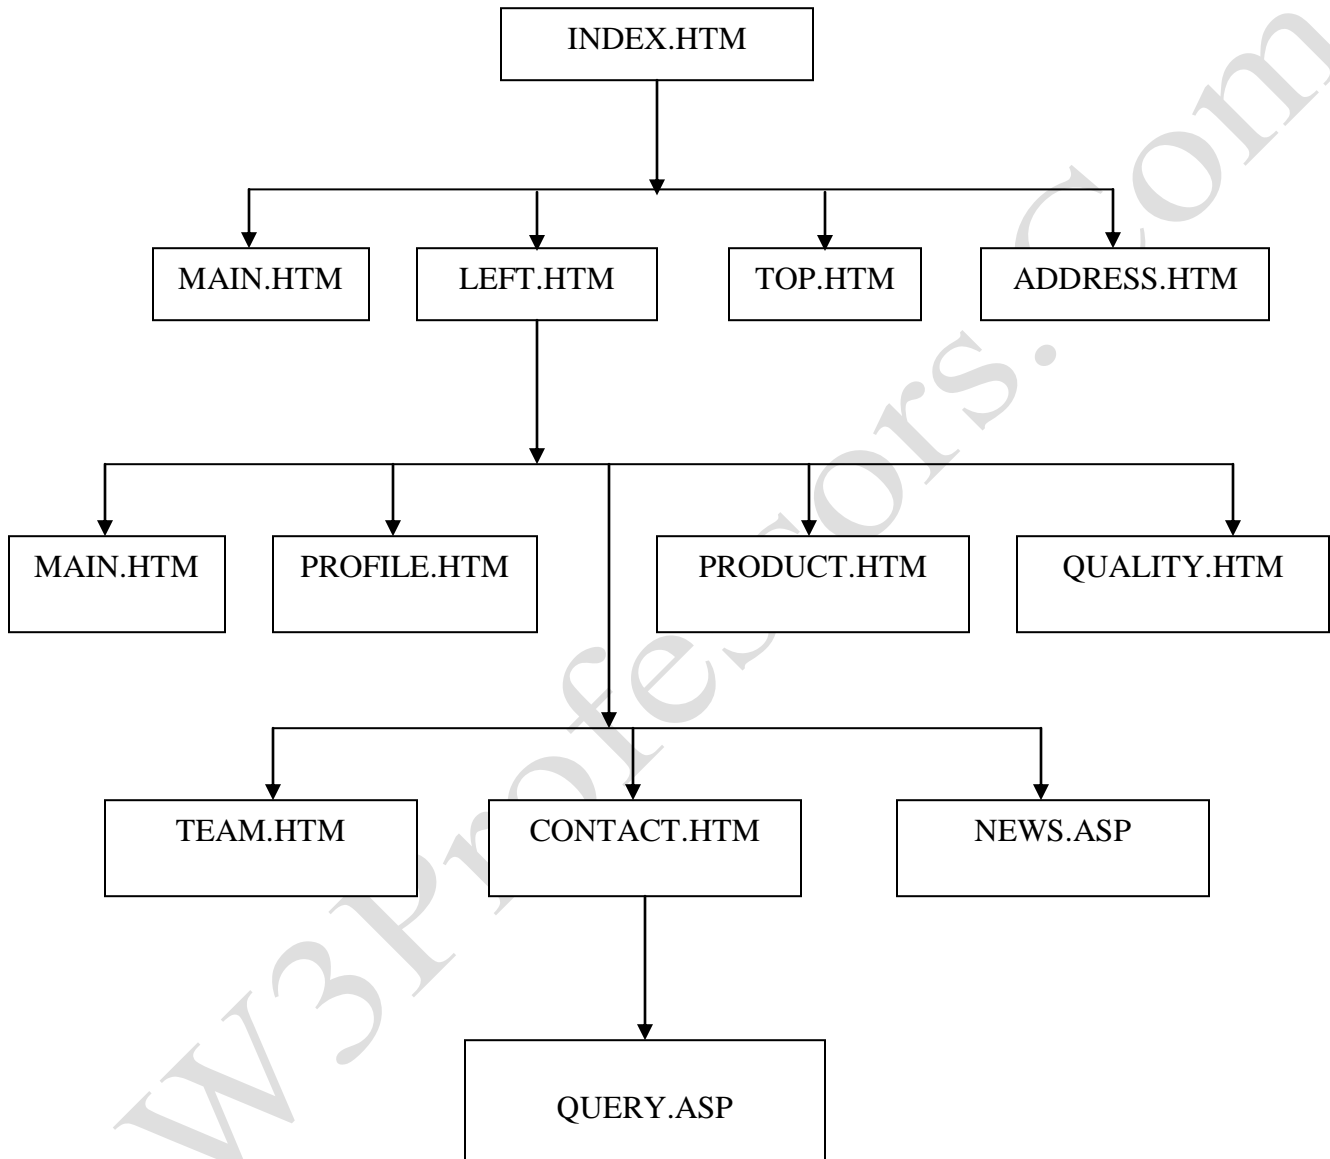 INDEX.HTM
MAIN.HTM
LEFT.HTM
TOP.HTM
ADDRESS.HTM
MAIN.HTM
PROFILE.HTM
PRODUCT.HTM
QUALITY.HTM
TEAM.HTM
CONTACT.HTM
NEWS.ASP
QUERY.ASP
W3Professors.Com